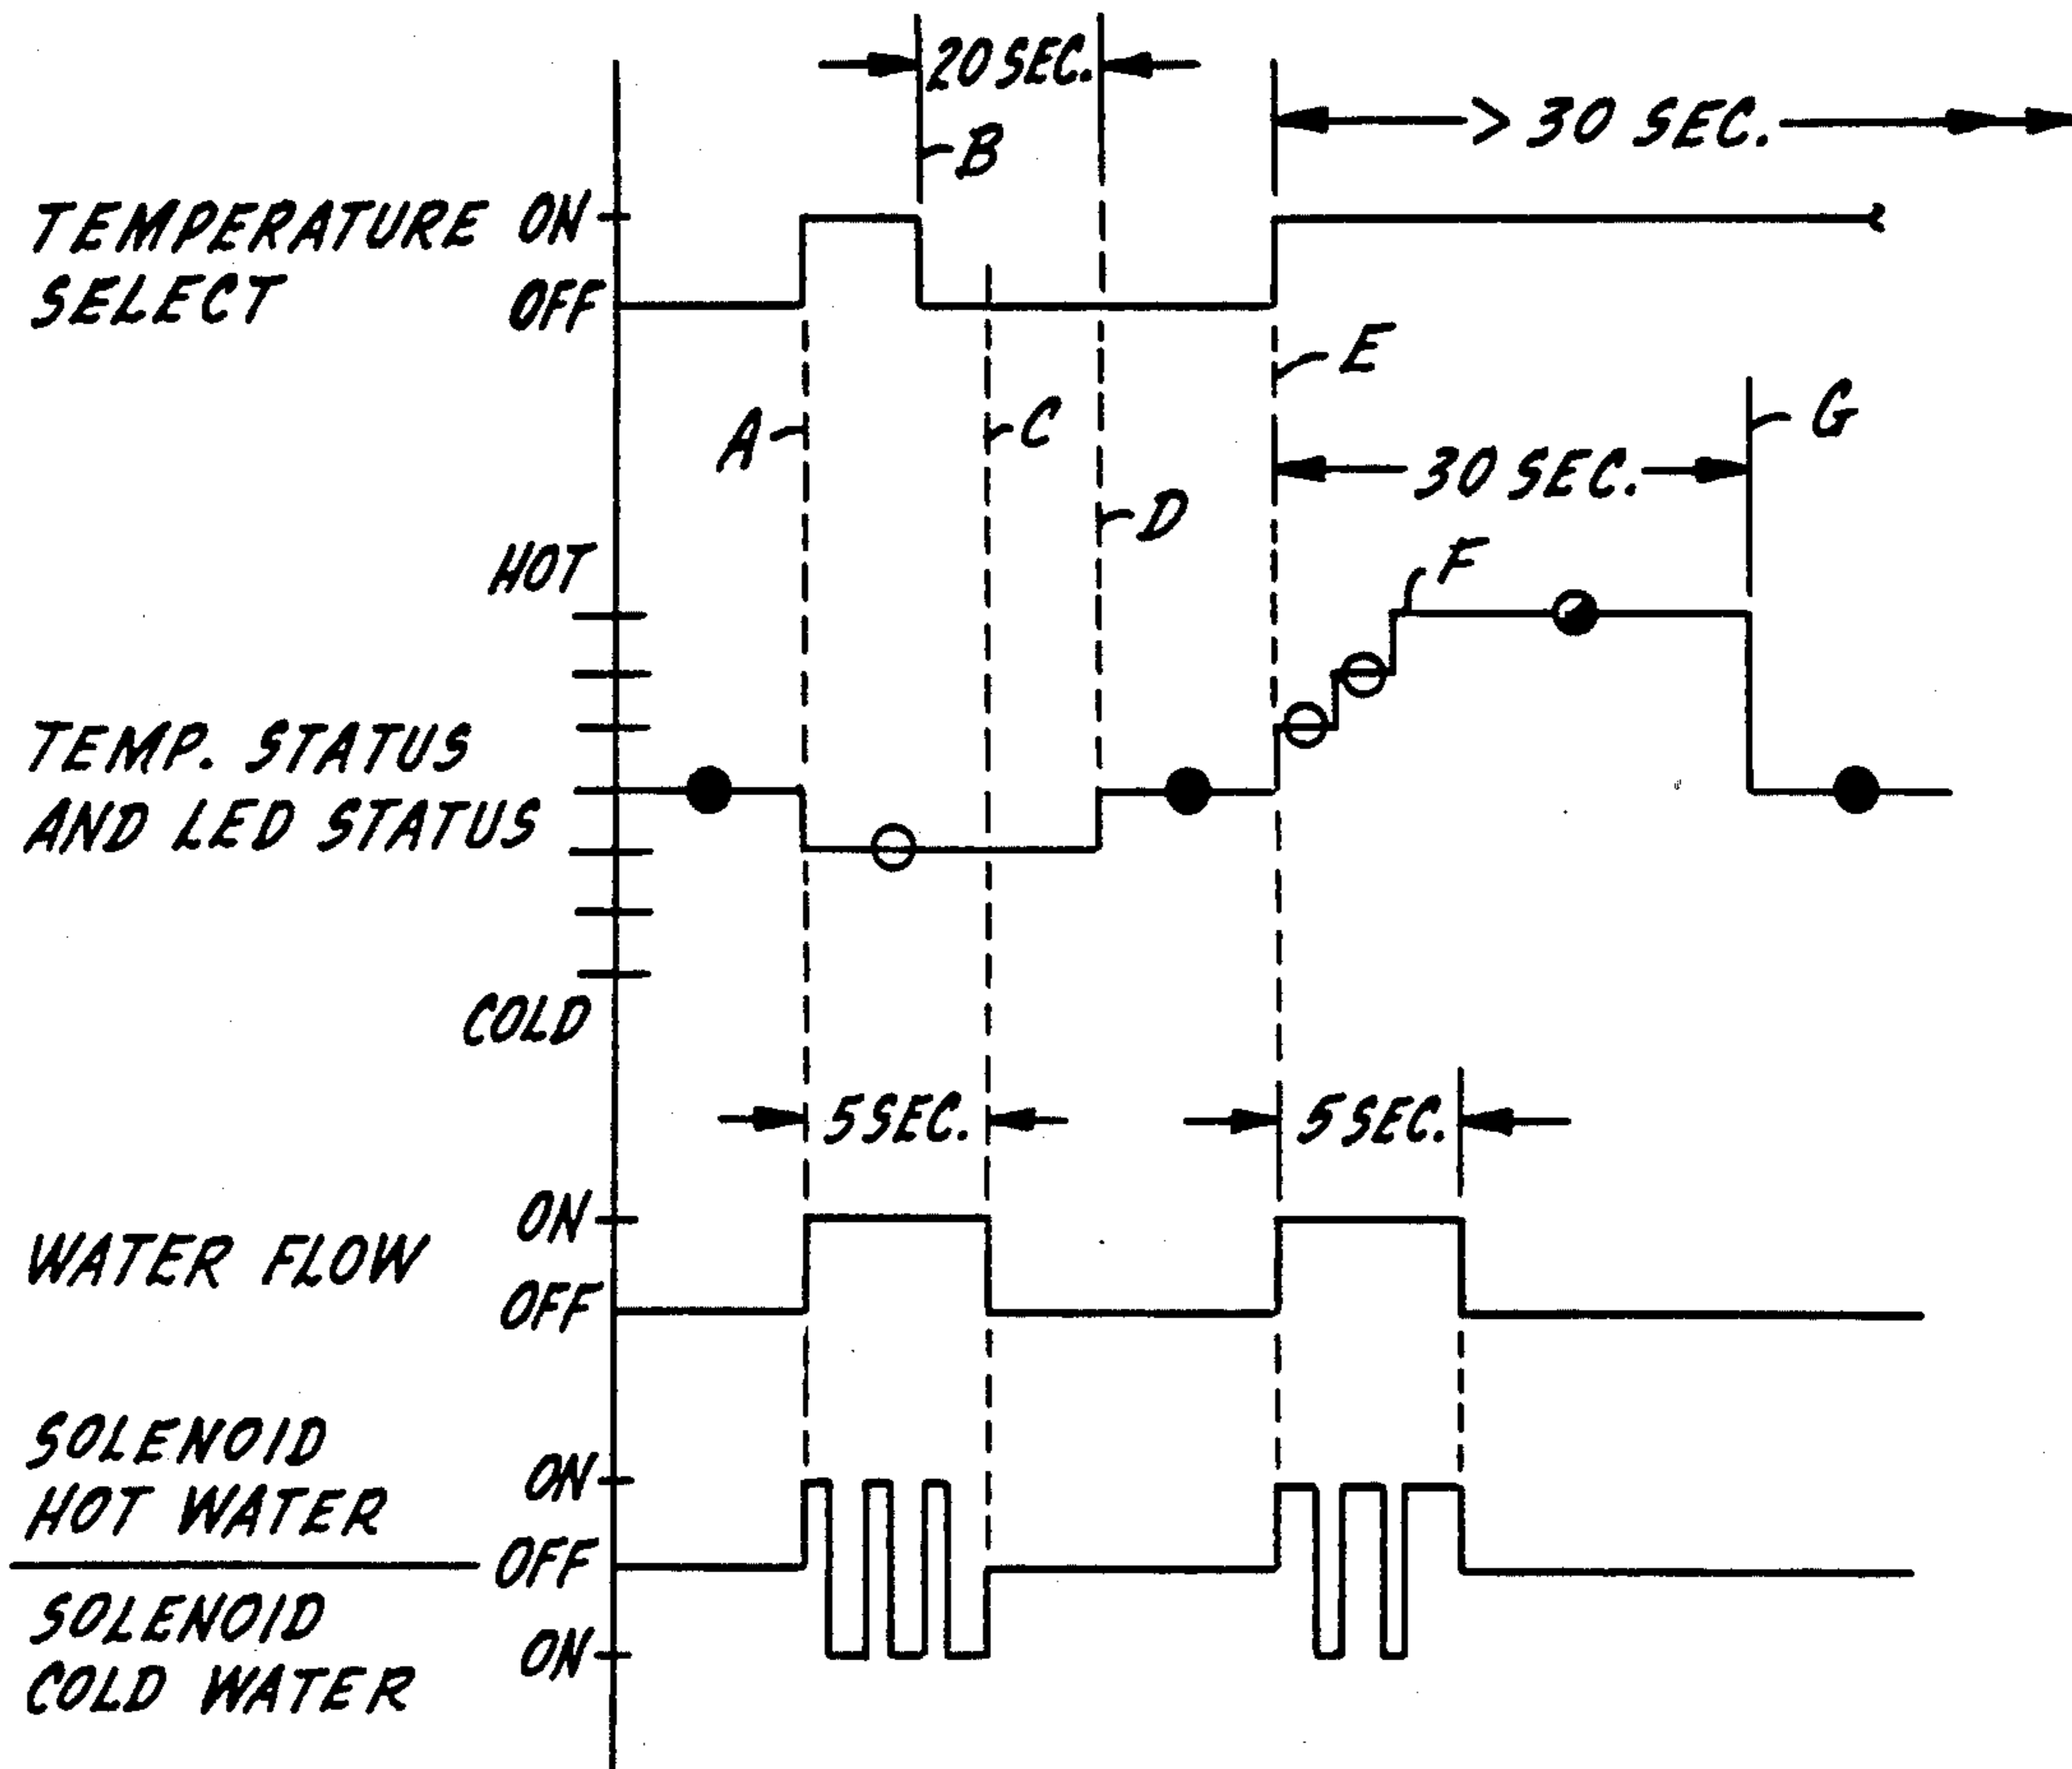 20 SEC.
B
> 30 SEC.
TEMPERATURE
SELECT
ON
OFF
E
A
C
G
30 SEC.
D
F
HOT
TEMP. STATUS
AND LED STATUS
COLD
5 SEC.
5 SEC.
WATER FLOW
ON
OFF
SOLENOID
HOT WATER
ON
OFF
SOLENOID
COLD WATER
ON